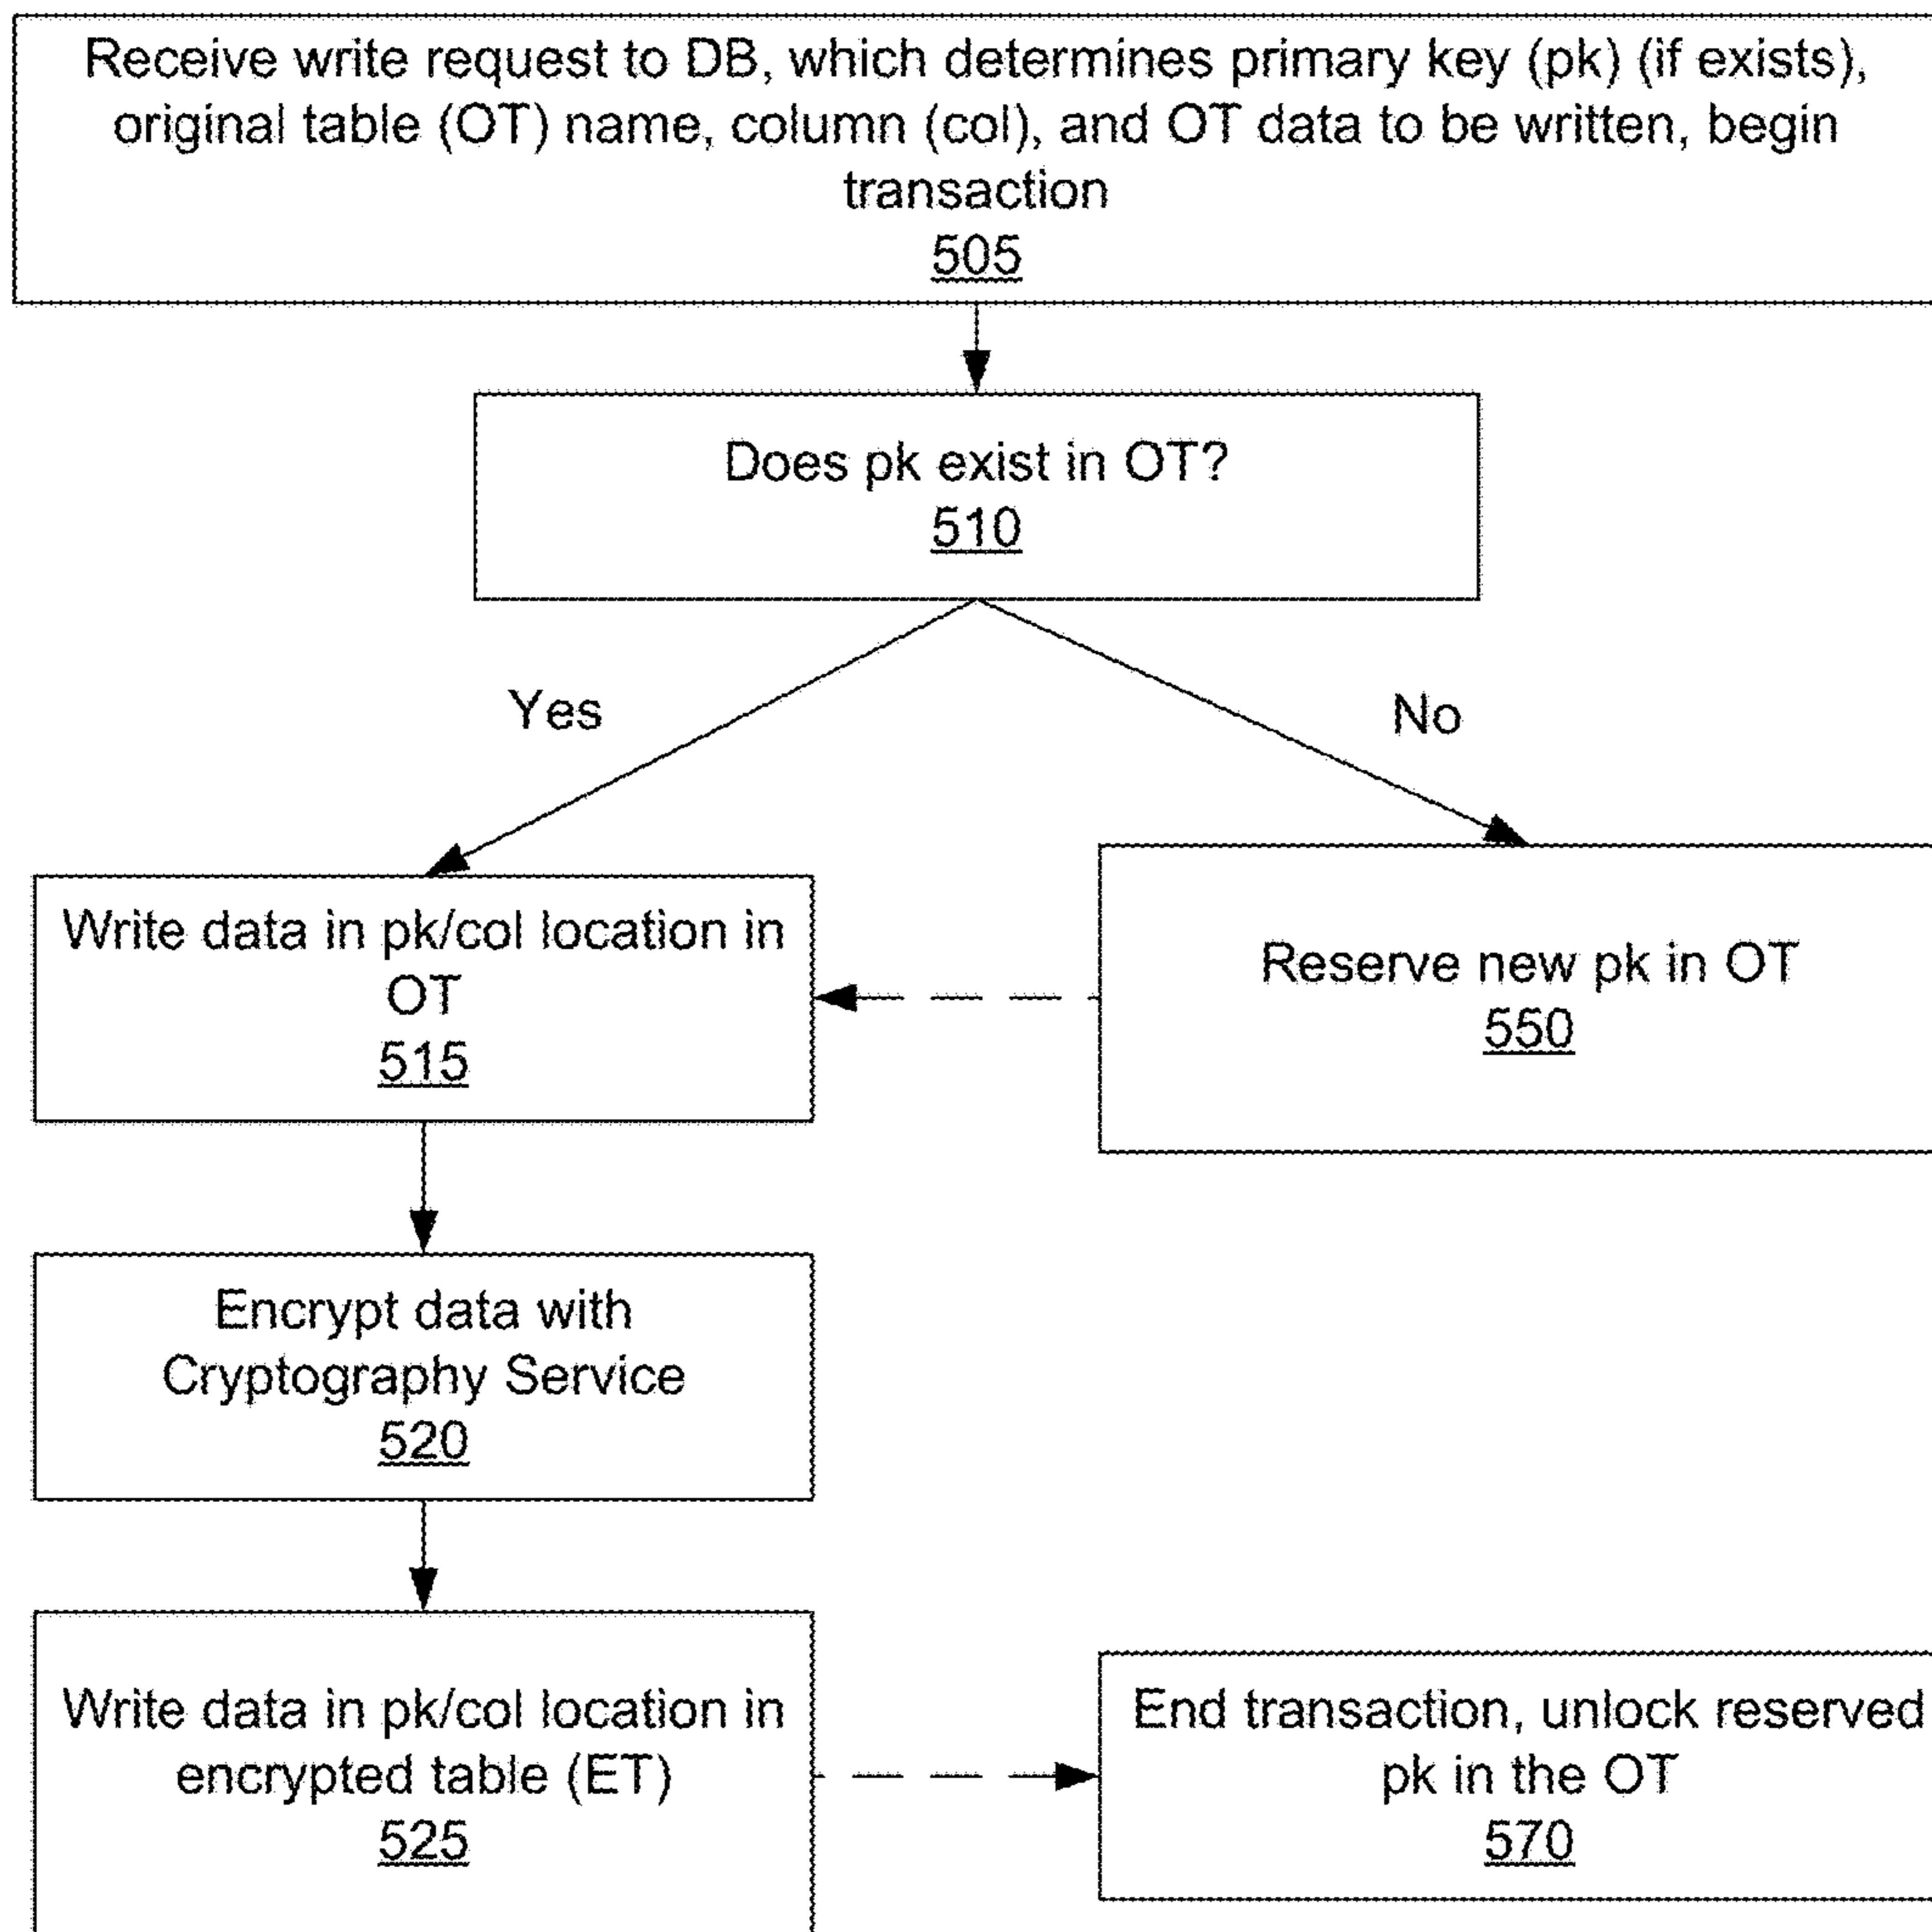 Receive write request to DB, which determines primary key (pk) (if exists),
original table (OT) name, column (col), and OT data to be written, begin
transaction
505
Does pk exist in OT?
510
Yes
No
Write data in pk/col location in
OT
515
Reserve new pk in OT
550
Encrypt data with
Cryptography Service
520
Write data in pk/col location in
encrypted table (ET)
525
End transaction, unlock reserved
pk in the OT
570